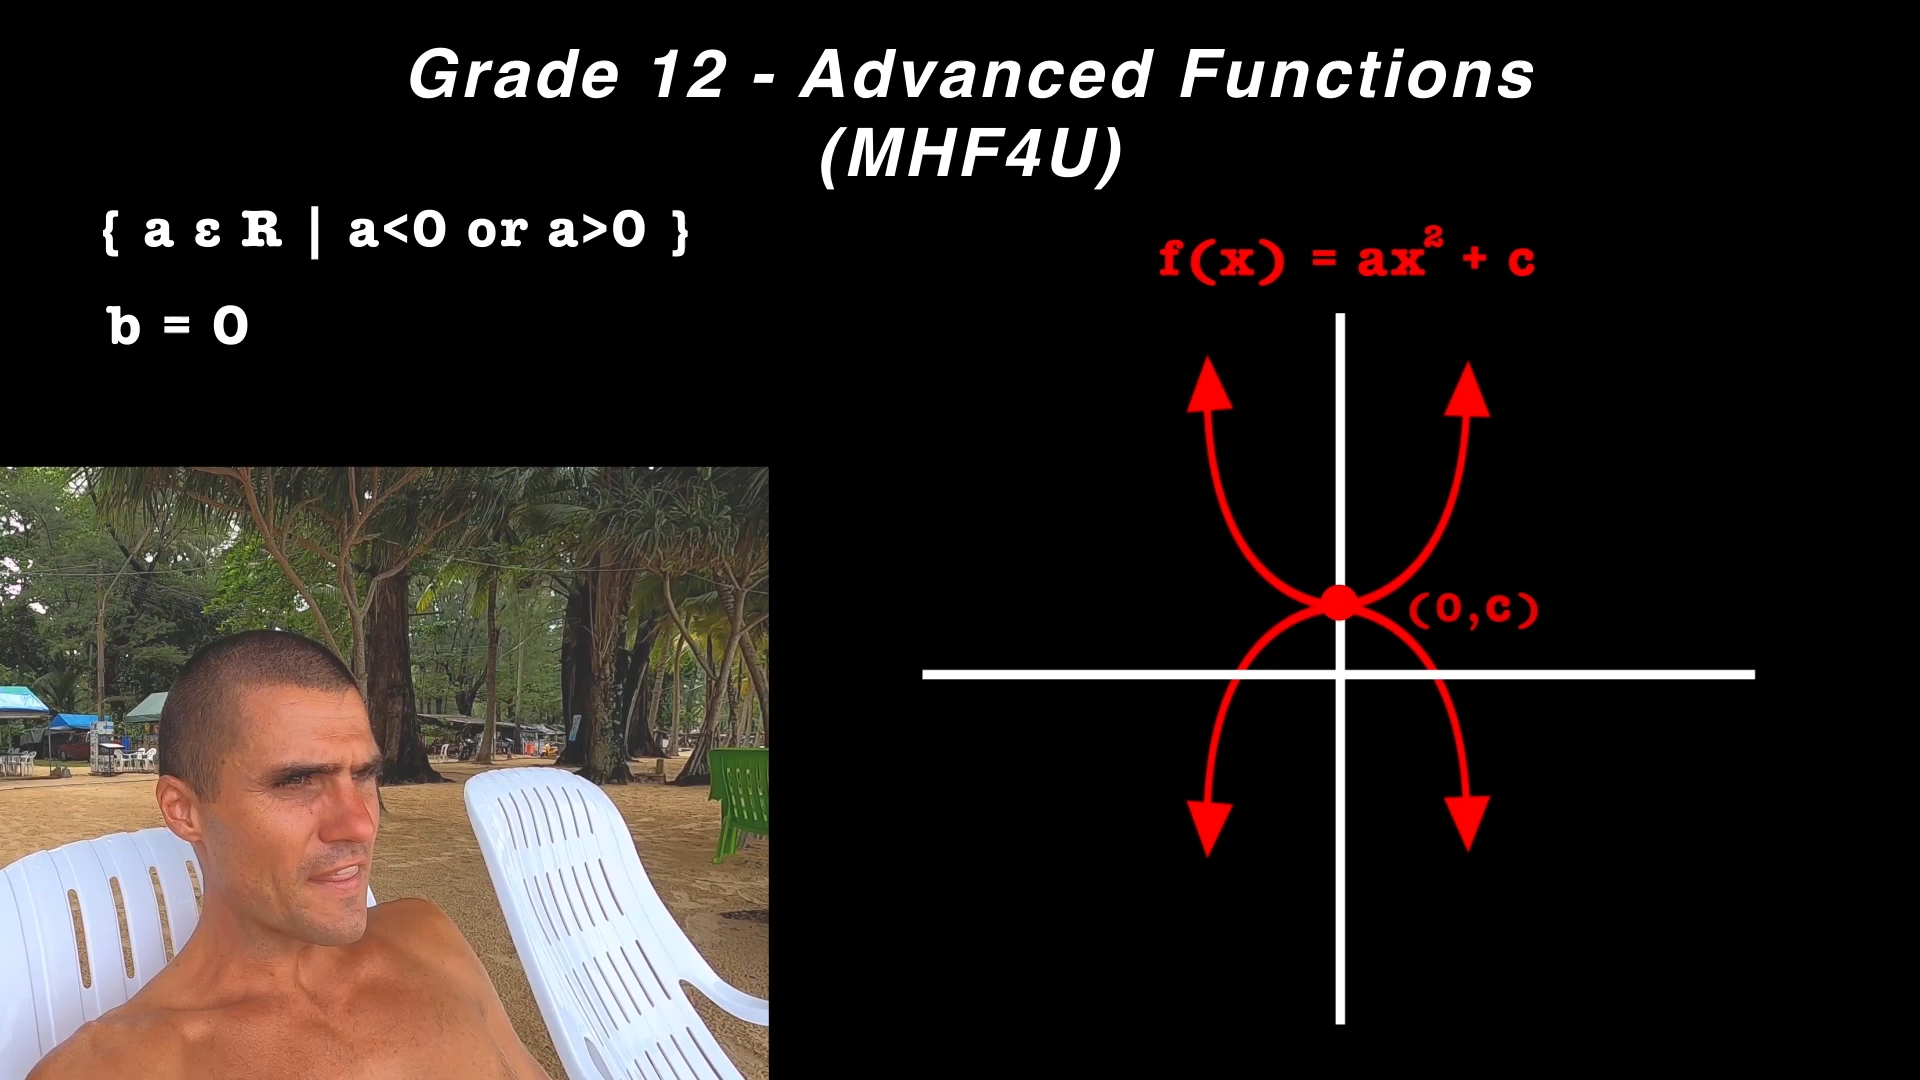 Grade 12 - Advanced Functions
(MHF4U)
{ a ε R | a<0 or a>0 }
b = 0
f(x) = ax² + c
(0,c)